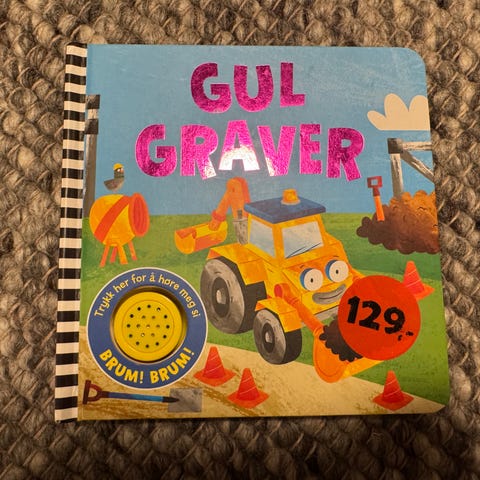 GUL
GRAVER
Trykk her for å høre meg si
BRUM! BRUM!
129,-